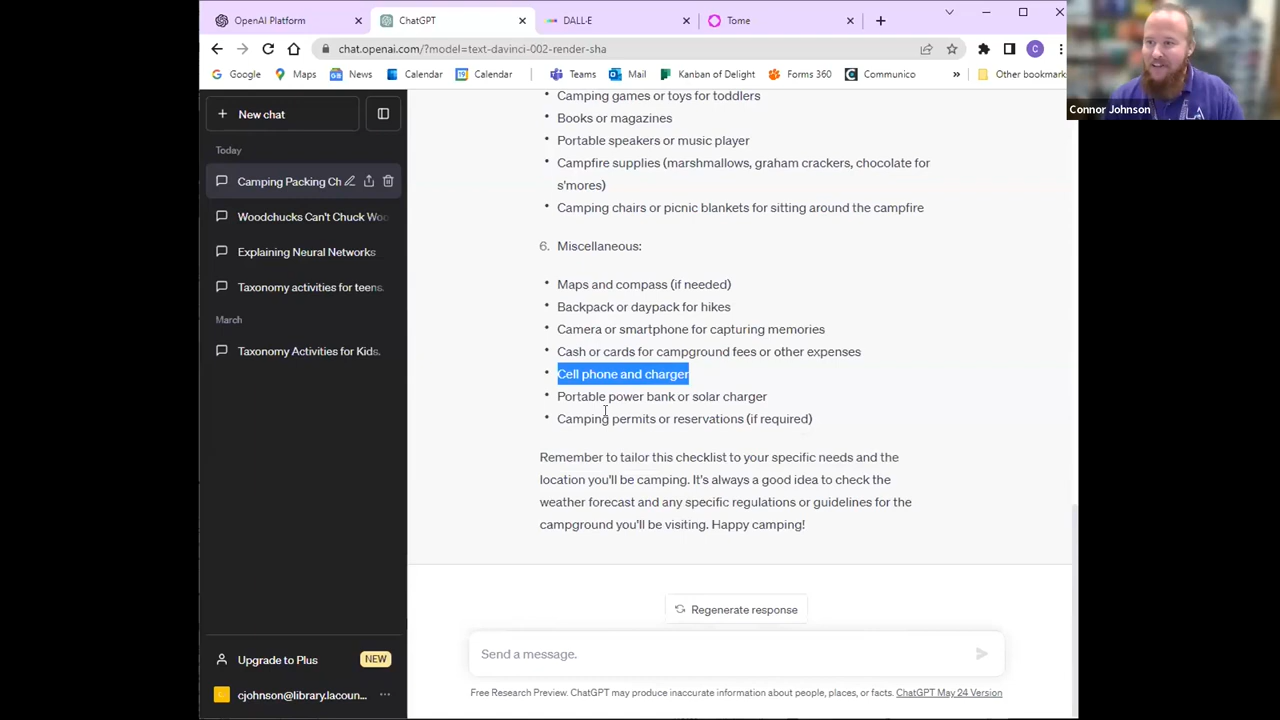 OpenAI Platform
ChatGPT
DALL·E
Tome
chat.openai.com/?model=text-davinci-002-render-sha
C
Google
Maps
News
Calendar
Calendar
Teams
Mail
Kanban of Delight
Forms 360
Communico
»
Other bookmark
Connor Johnson
+ New chat
Today
Camping Packing Ch
Woodchucks Can't Chuck Woo
Explaining Neural Networks
Taxonomy activities for teens.
March
Taxonomy Activities for Kids.
• Camping games or toys for toddlers
• Books or magazines
• Portable speakers or music player
• Campfire supplies (marshmallows, graham crackers, chocolate for
s'mores)
• Camping chairs or picnic blankets for sitting around the campfire
6. Miscellaneous:
• Maps and compass (if needed)
• Backpack or daypack for hikes
• Camera or smartphone for capturing memories
• Cash or cards for campground fees or other expenses
• Cell phone and charger
• Portable power bank or solar charger
• Camping permits or reservations (if required)
Remember to tailor this checklist to your specific needs and the
location you'll be camping. It's always a good idea to check the
weather forecast and any specific regulations or guidelines for the
campground you'll be visiting. Happy camping!
Regenerate response
Send a message.
Free Research Preview. ChatGPT may produce inaccurate information about people, places, or facts. ChatGPT May 24 Version
Upgrade to Plus
NEW
cjohnson@library.lacoun...